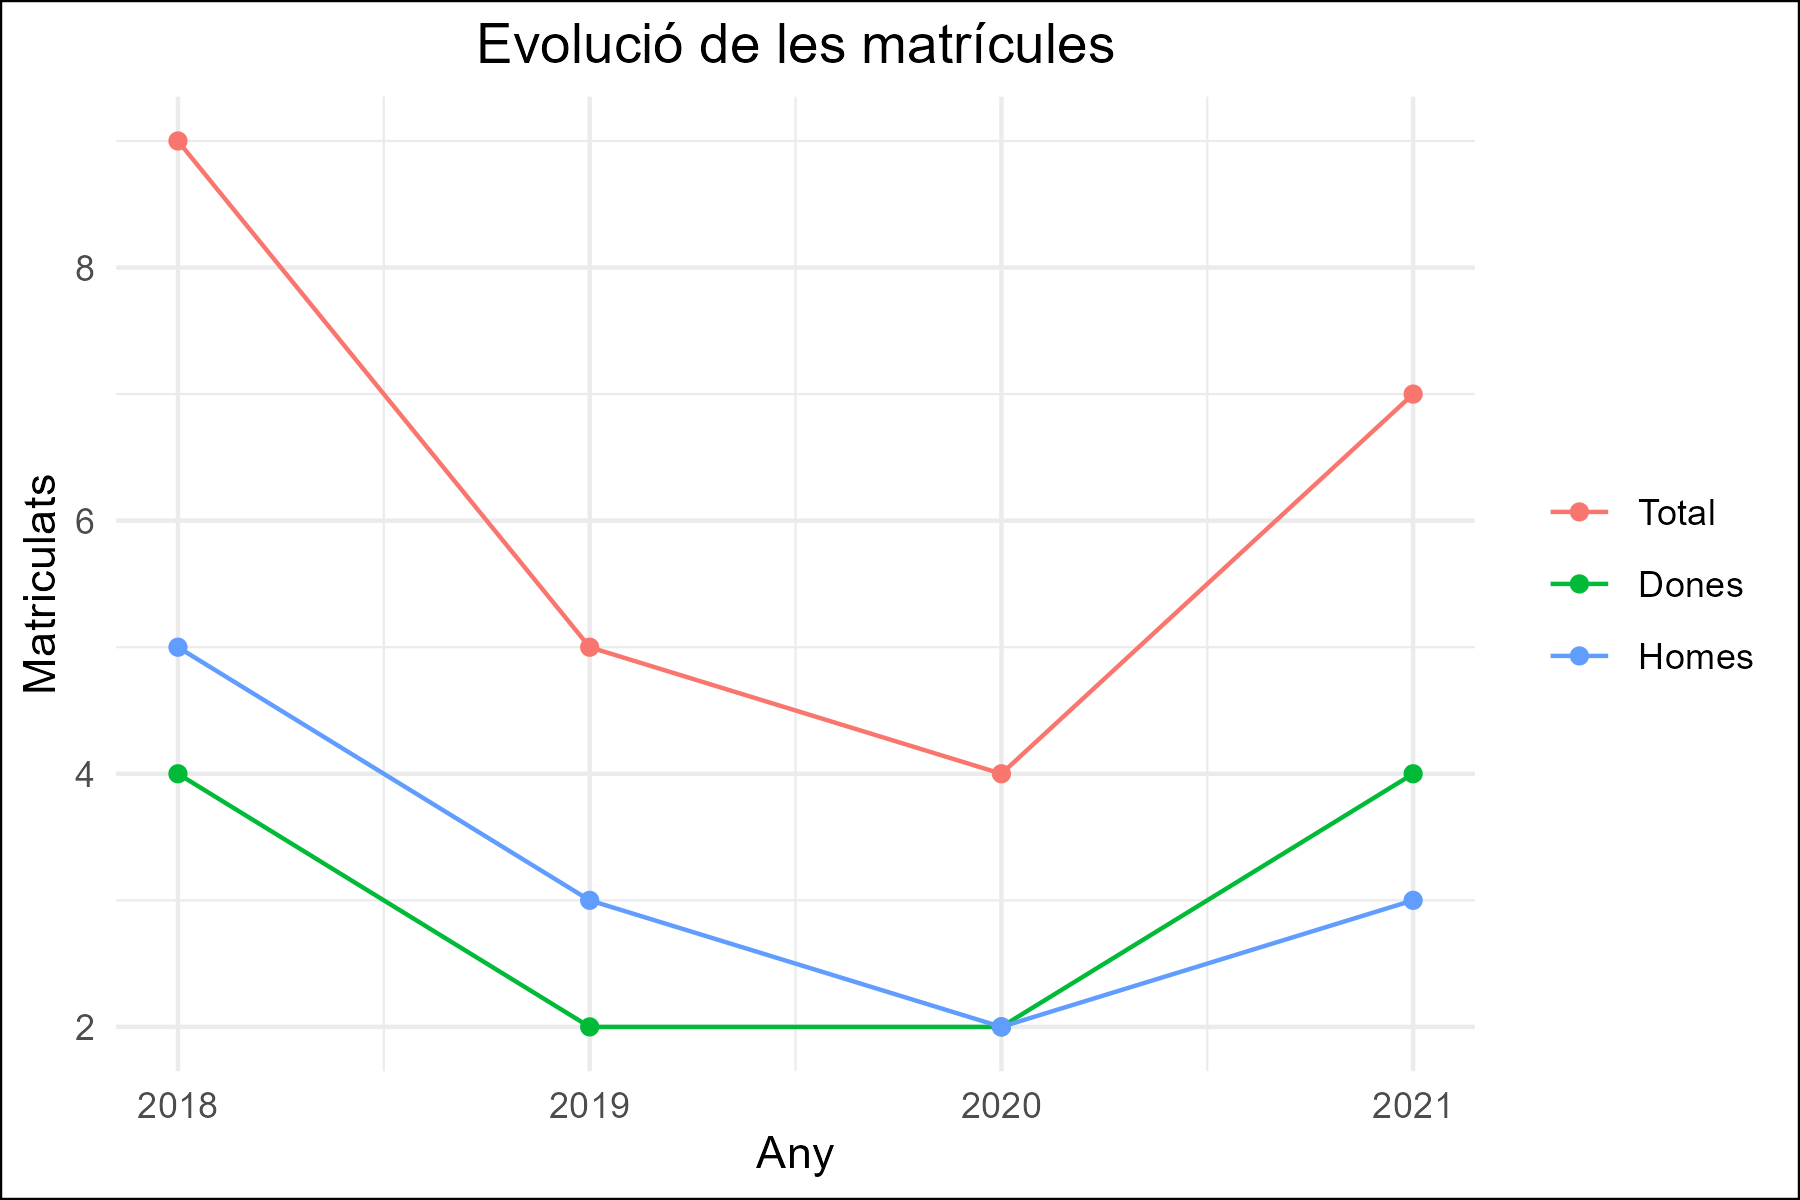 Evolució de les matrícules
Matriculats
8
6
4
2
2018
2019
2020
2021
Any
Total
Dones
Homes